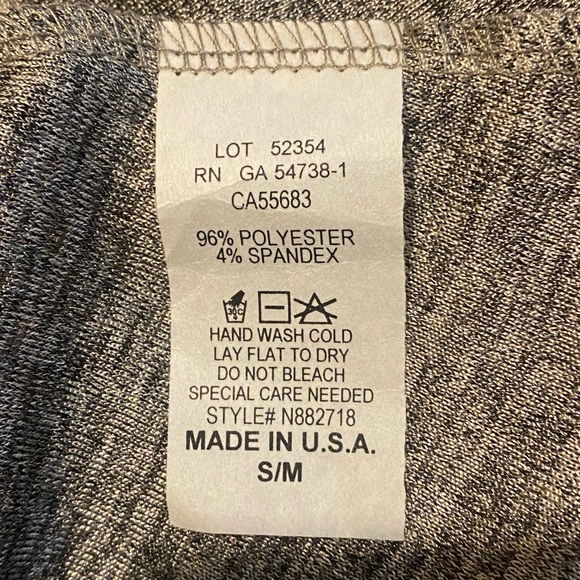 LOT 52354
RN GA 54738-1
CA55683
96% POLYESTER
4% SPANDEX
30C
HAND WASH COLD
LAY FLAT TO DRY
DO NOT BLEACH
SPECIAL CARE NEEDED
STYLE# N882718
MADE IN U.S.A.
S/M